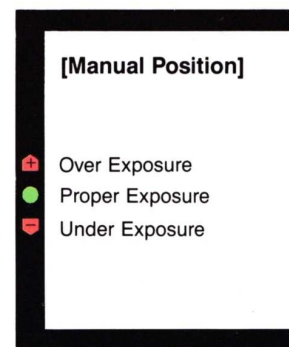 [Manual Position]
+ Over Exposure
Proper Exposure
- Under Exposure